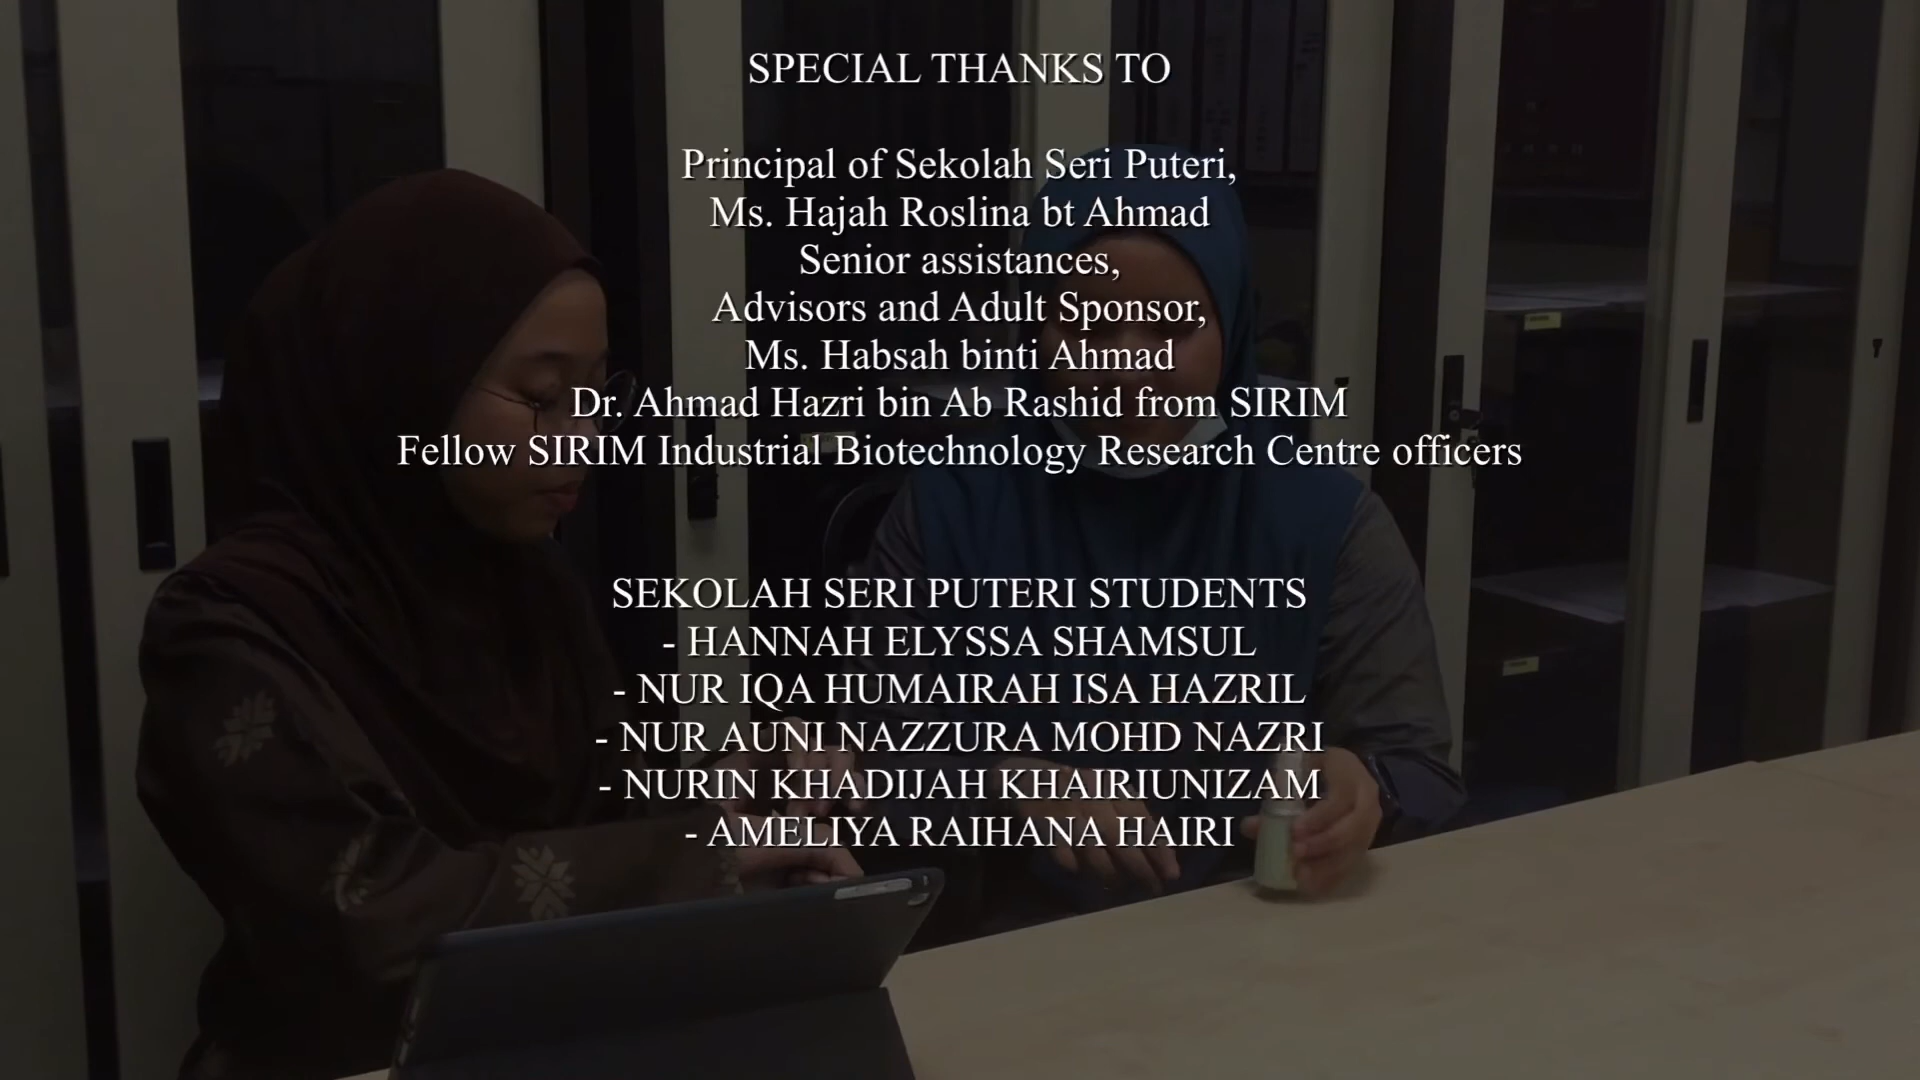 SPECIAL THANKS TO
Principal of Sekolah Seri Puteri,
Ms. Hajah Roslina bt Ahmad
Senior assistances,
Advisors and Adult Sponsor,
Ms. Habsah binti Ahmad
Dr. Ahmad Hazri bin Ab Rashid from SIRIM
Fellow SIRIM Industrial Biotechnology Research Centre officers
SEKOLAH SERI PUTERI STUDENTS
- HANNAH ELYSSA SHAMSUL
- NUR IQA HUMAIRAH ISA HAZRIL
- NUR AUNI NAZZURA MOHD NAZRI
- NURIN KHADIJAH KHAIRIUNIZAM
- AMELIYA RAIHANA HAIRI